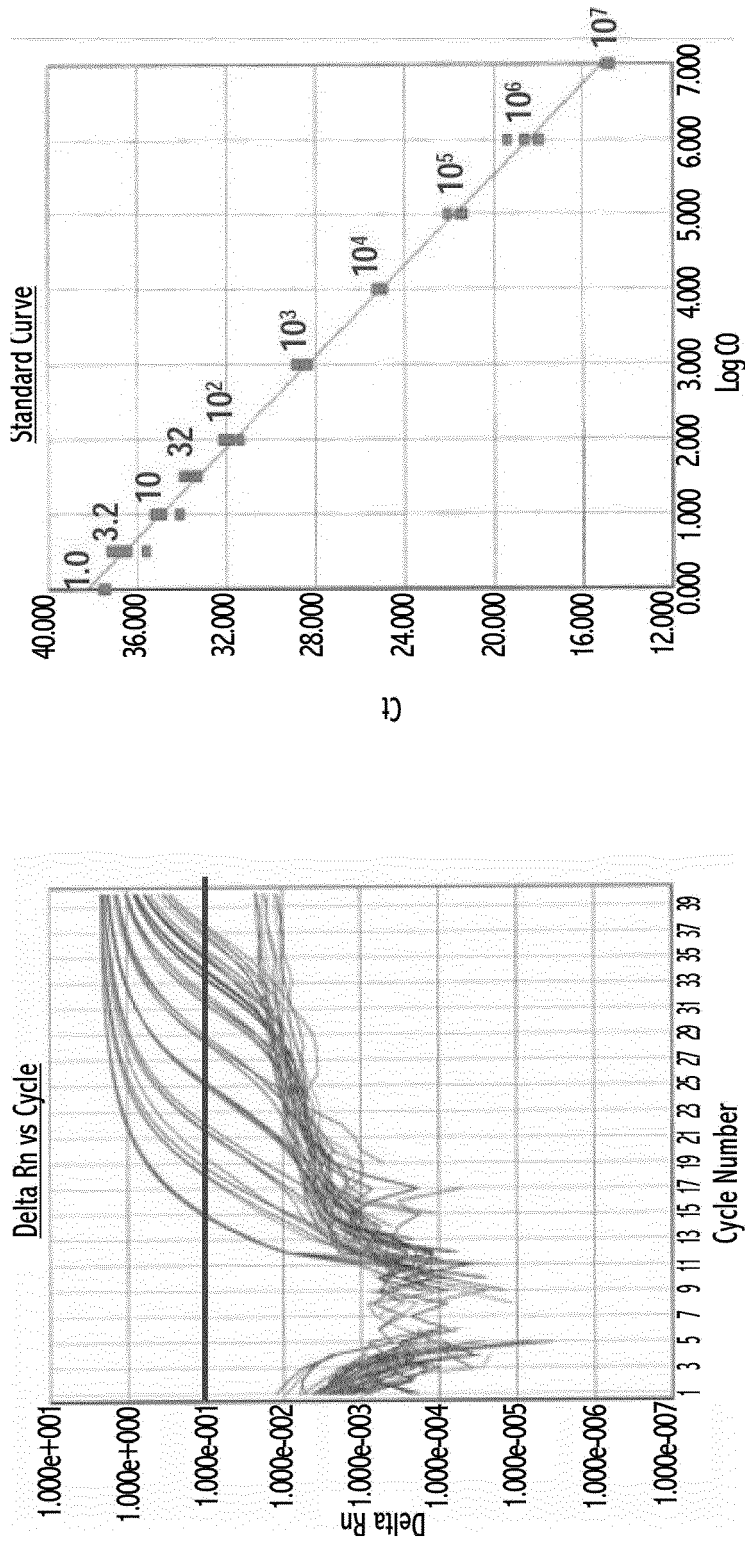 Delta Rn vs Cycle
Delta Rn
1.000e+001
1.000e+000
1.000e-001
1.000e-002
1.000e-003
1.000e-004
1.000e-005
1.000e-006
1.000e-007
1 3 5 7 9 11 13 15 17 19 21 23 25 27 29 31 33 35 37 39
Cycle Number
Standard Curve
Ct
40.000
36.000
32.000
28.000
24.000
20.000
16.000
12.000
1.0
3.2
10
32
10²
10³
10⁴
10⁵
10⁶
10⁷
0.000 1.000 2.000 3.000 4.000 5.000 6.000 7.000
Log CO